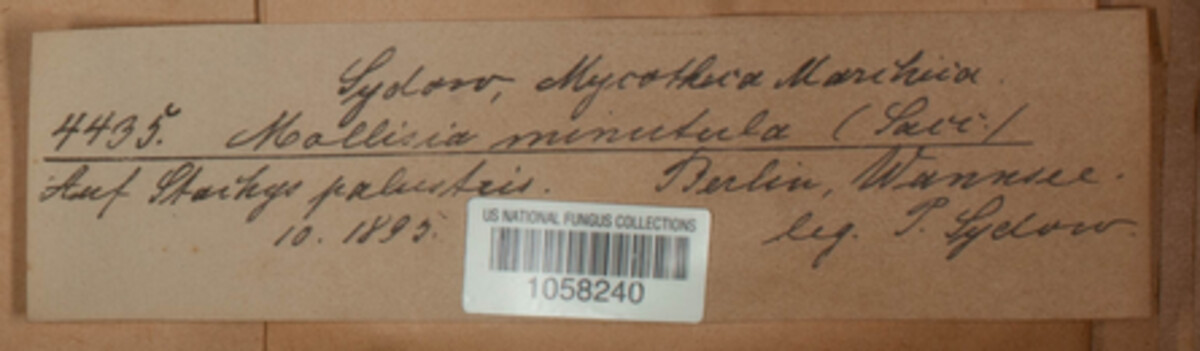 Sydow, Mycotheca Marchica.
4435. Mollisia minutula (Sacc.)
Auf Stachys palustris. Berlin, Wannsee.
10. 1895. leg. P. Sydow.
US NATIONAL FUNGUS COLLECTIONS
1058240